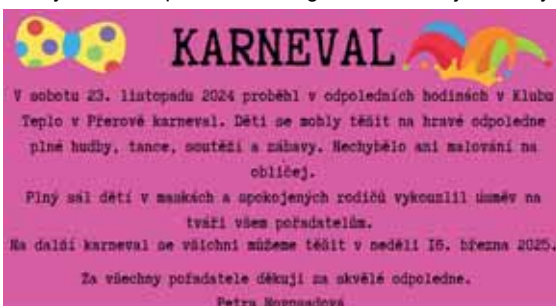 KARNEVAL
V sobotu 23. listopadu 2024 proběhl v odpoledních hodinách v Klubu
Teplo v Přerově karneval. Děti se mohly těšit na hravé odpoledne
plné hudby, tance, soutěží a zábavy. Nechybělo ani malování na
obličej.
Plný sál dětí v maskách a spokojených rodičů vykouzlil úsměv na
tváři všem pořadatelům.
Na další karneval se všichni můžeme těšit v neděli 16. března 2025.
Za všechny pořadatele děkuji za skvělé odpoledne.
Petra